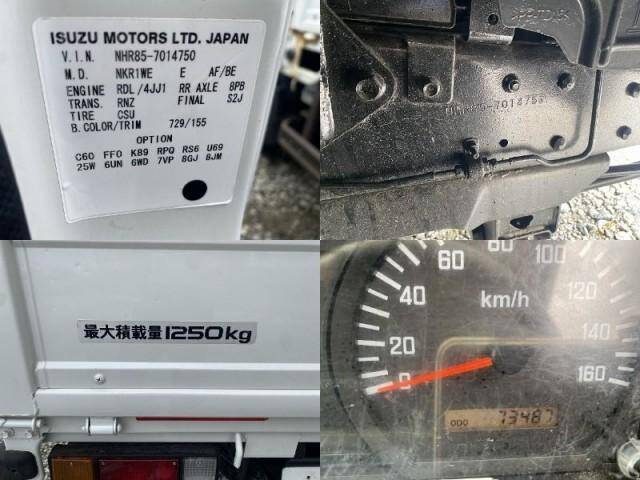 ISUZU MOTORS LTD. JAPAN
V.I.N. NHR85-7014750
M.D. NKR1WE E AF/BE
ENGINE RDL/4JJ1 RR AXLE 8PB
TRANS. RNZ FINAL S2J
TIRE CSU
B.COLOR/TRIM 729/155
OPTION
C60 FF0 K89 RPQ RS6 U69
25W 6UN 6WD 7VP 8GJ 8JM
-7014750
最大積載量1250kg
0 20 40 60 80 100 120 140 160
km/h
ODO 73487